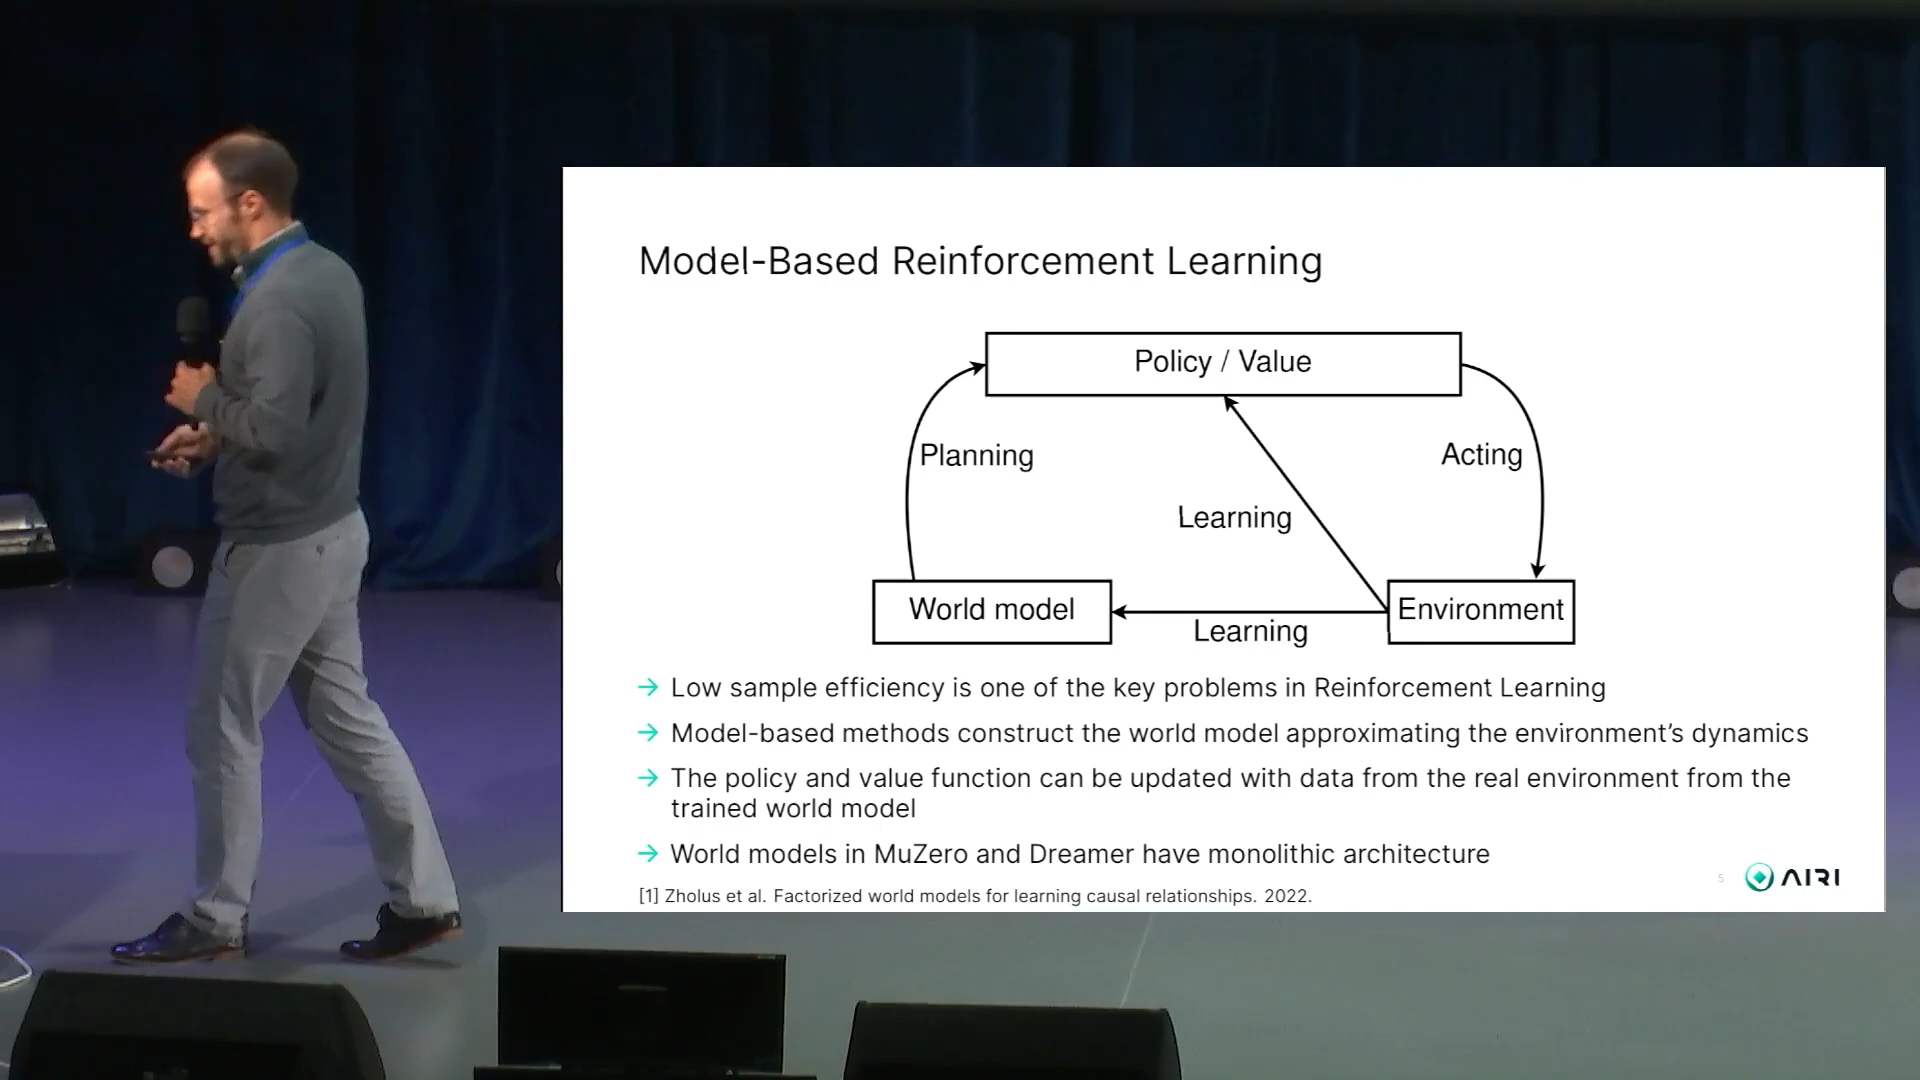 Model-Based Reinforcement Learning
Policy / Value
Planning
Acting
Learning
World model
Environment
Learning
→ Low sample efficiency is one of the key problems in Reinforcement Learning
→ Model-based methods construct the world model approximating the environment’s dynamics
→ The policy and value function can be updated with data from the real environment from the
trained world model
→ World models in MuZero and Dreamer have monolithic architecture
5
AIRI
[1] Zholus et al. Factorized world models for learning causal relationships. 2022.